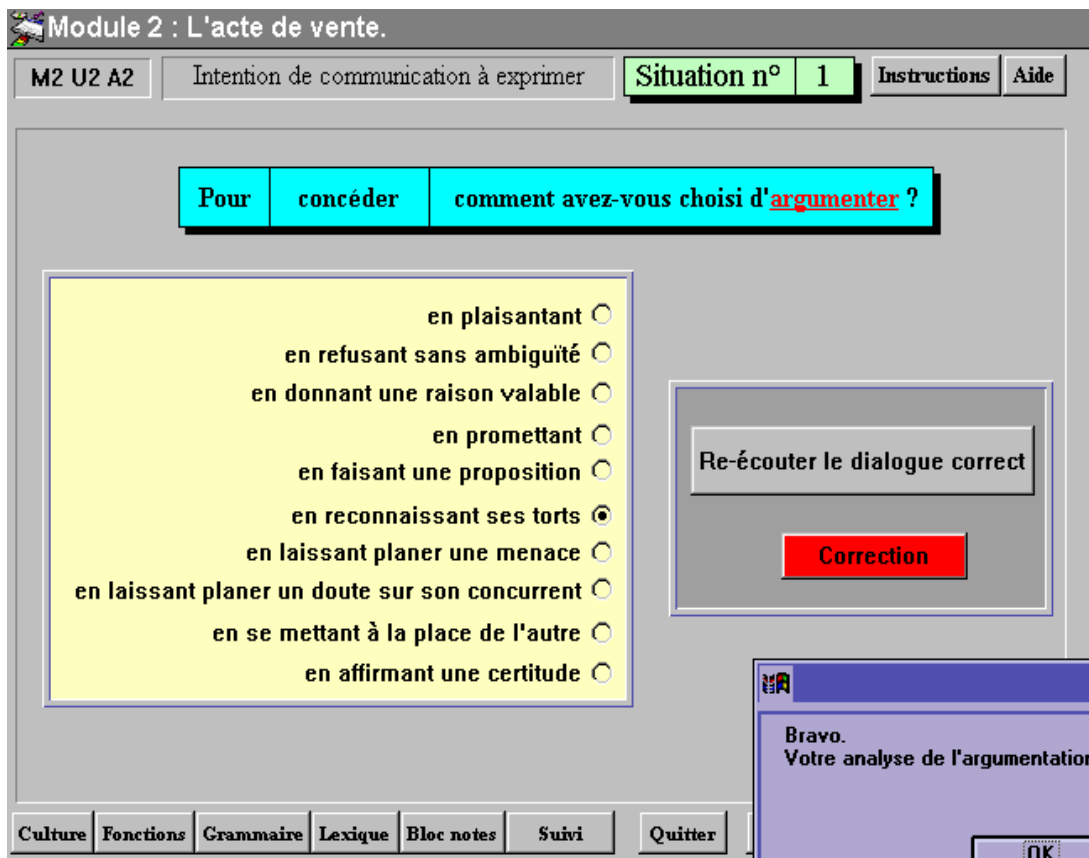 Module 2 : L'acte de vente.
M2 U2 A2
Intention de communication à exprimer
Situation n° 1
Instructions
Aide
Pour concéder comment avez-vous choisi d'argumenter ?
en plaisantant
en refusant sans ambiguïté
en donnant une raison valable
en promettant
en faisant une proposition
en reconnaissant ses torts
en laissant planer une menace
en laissant planer un doute sur son concurrent
en se mettant à la place de l'autre
en affirmant une certitude
Re-écouter le dialogue correct
Correction
Bravo.
Votre analyse de l'argumentation
OK
Culture
Fonctions
Grammaire
Lexique
Bloc notes
Suivi
Quitter